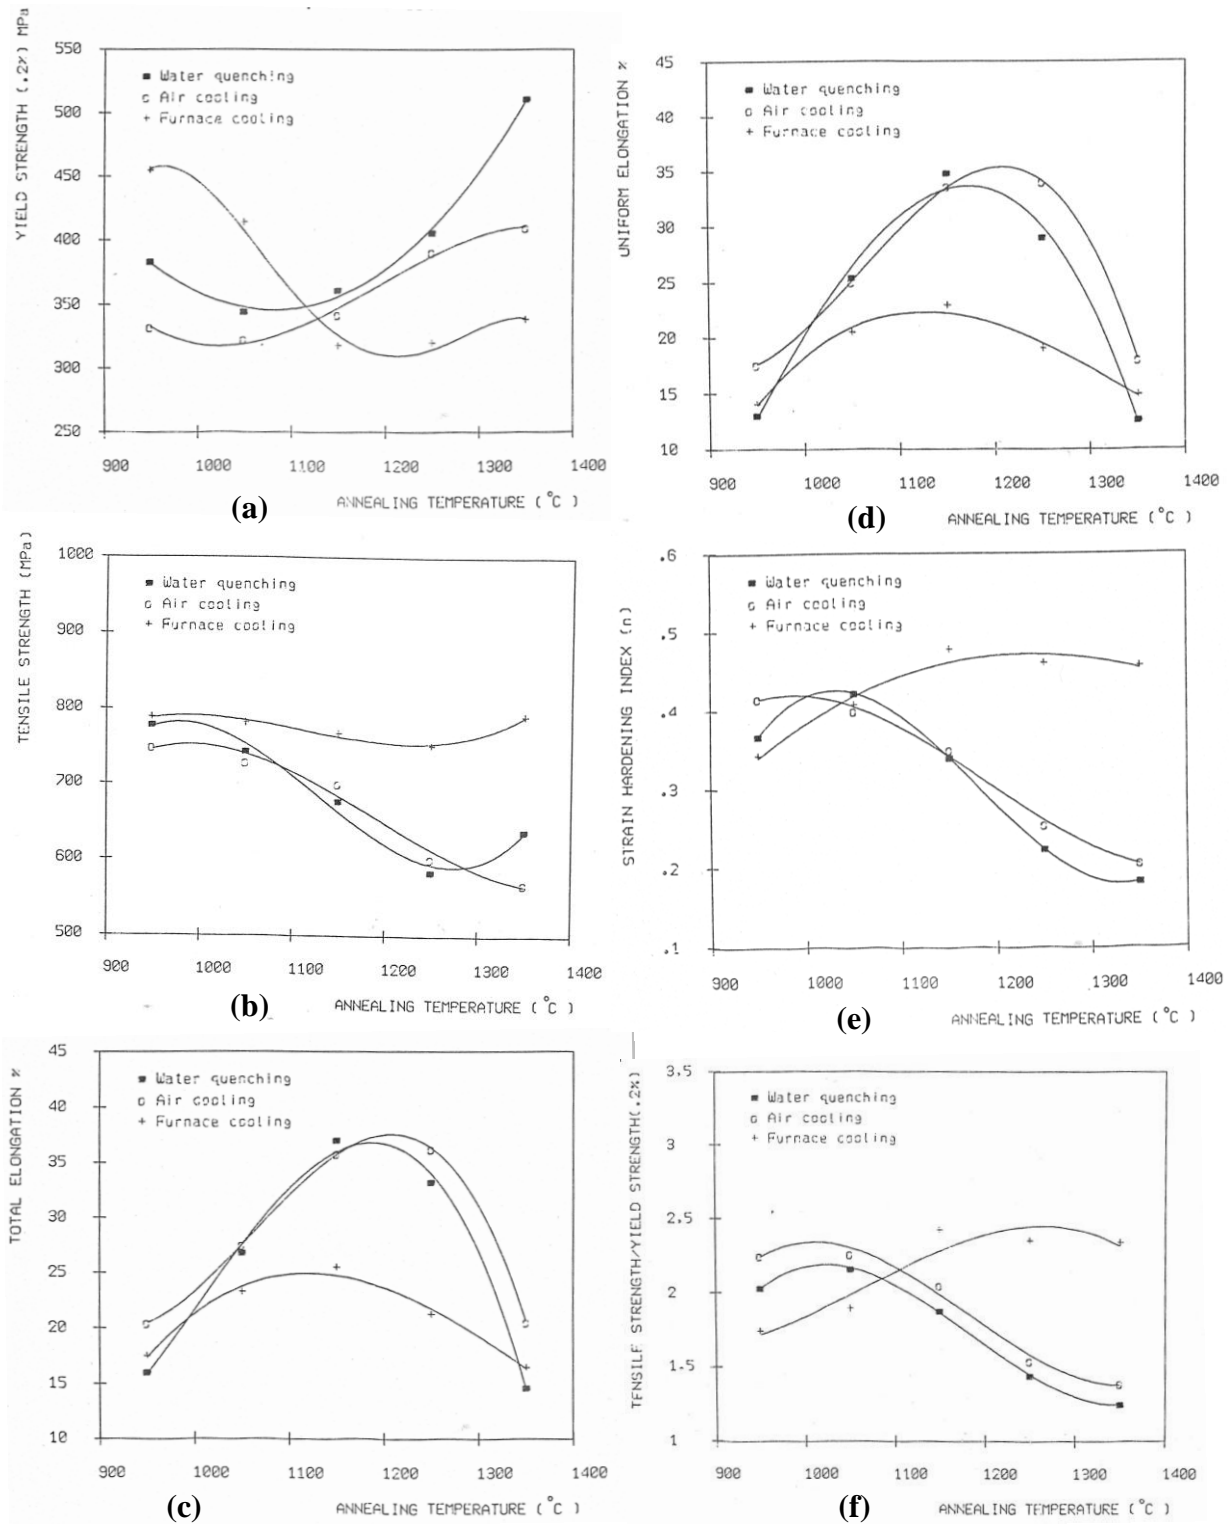 YIELD STRENGTH (.2%) MPa
550
500
450
400
350
300
250
■ Water quenching
o Air cooling
+ Furnace cooling
900 1000 1100 1200 1300 1400
ANNEALING TEMPERATURE (°C )
(a)
UNIFORM ELONGATION %
45
40
35
30
25
20
15
10
■ Water quenching
o Air cooling
+ Furnace cooling
900 1000 1100 1200 1300 1400
ANNEALING TEMPERATURE (°C )
(d)
TENSILE STRENGTH (MPa)
1000
900
800
700
600
500
■ Water quenching
o Air cooling
+ Furnace cooling
900 1000 1100 1200 1300 1400
ANNEALING TEMPERATURE (°C )
(b)
STRAIN HARDENING INDEX (n)
.6
.5
.4
.3
.2
.1
■ Water quenching
o Air cooling
+ Furnace cooling
900 1000 1100 1200 1300 1400
ANNEALING TEMPERATURE (°C )
(e)
TOTAL ELONGATION %
45
40
35
30
25
20
15
10
■ Water quenching
o Air cooling
+ Furnace cooling
900 1000 1100 1200 1300 1400
ANNEALING TEMPERATURE (°C )
(c)
TENSILE STRENGTH/YIELD STRENGTH(.2%)
3.5
3
2.5
2
1.5
1
■ Water quenching
o Air cooling
+ Furnace cooling
900 1000 1100 1200 1300 1400
ANNEALING TEMPERATURE (°C )
(f)